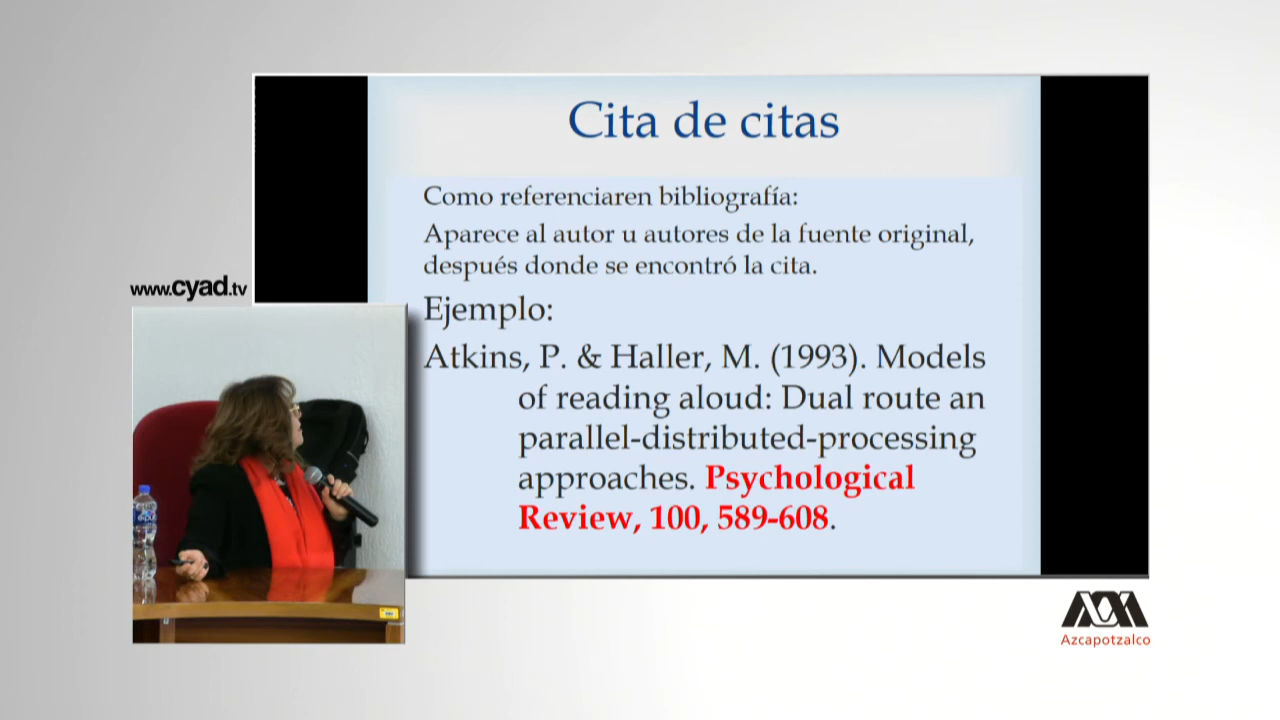 Cita de citas
Como referenciaren bibliografía:
Aparece al autor u autores de la fuente original,
después donde se encontró la cita.
Ejemplo:
Atkins, P. & Haller, M. (1993). Models
of reading aloud: Dual route an
parallel-distributed-processing
approaches. Psychological
Review, 100, 589-608.
www.cyad.tv
e-pura
Azcapotzalco